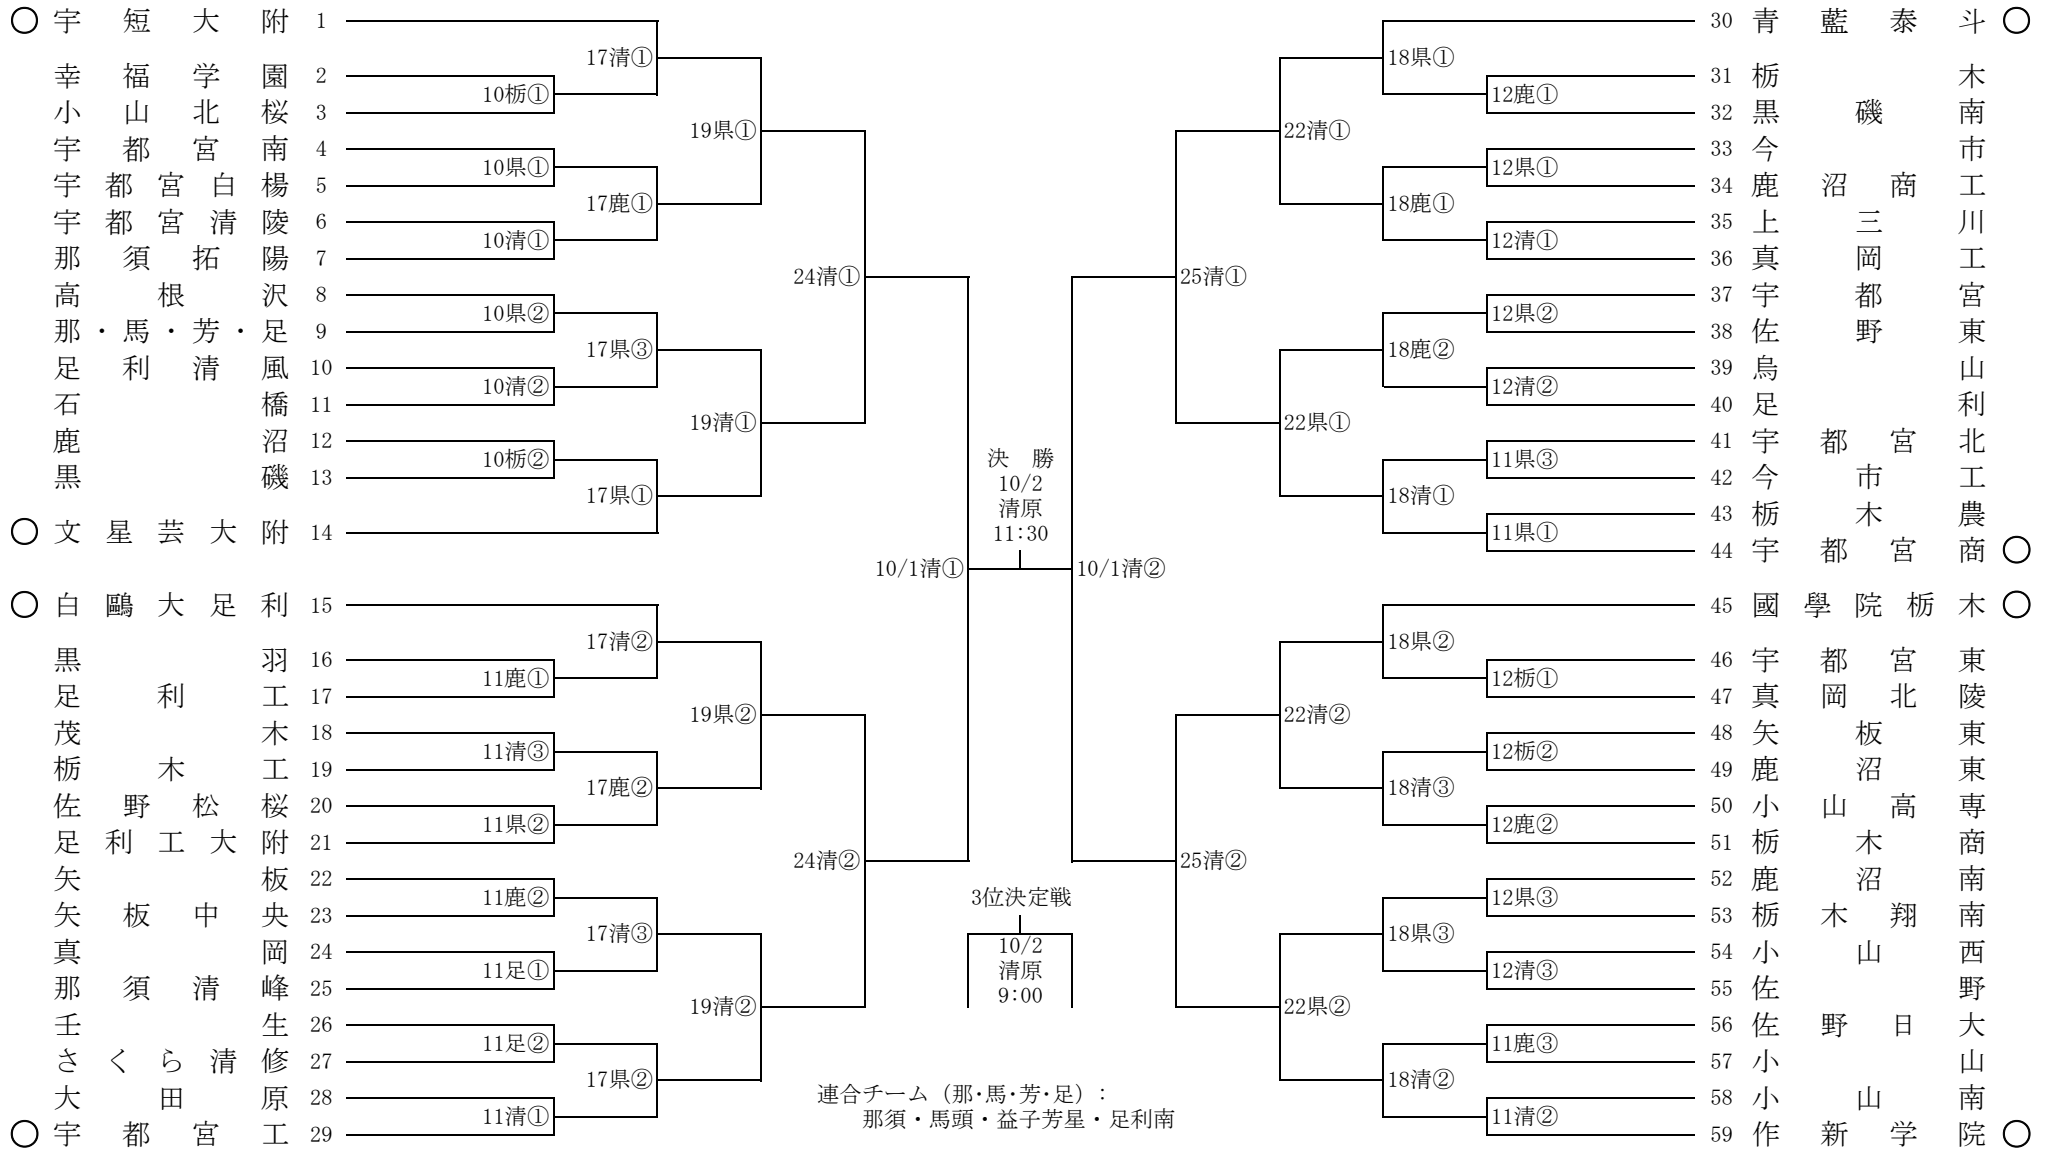 ○ 宇短大附 1
幸福学園 2
小山北桜 3
宇都宮南 4
宇都宮白楊 5
宇都宮清陵 6
那須拓陽 7
高根沢 8
那・馬・芳・足 9
足利清風 10
石橋 11
鹿沼 12
黒磯 13
○ 文星芸大附 14
○ 白鷗大足利 15
黒羽 16
足利工 17
茂木 18
栃木工 19
佐野松桜 20
足利工大附 21
矢板 22
矢板中央 23
真岡 24
那須清峰 25
壬生 26
さくら清修 27
大田原 28
○ 宇都宮工 29
10栃①
10県①
10清①
10県②
10清②
10栃②
11鹿①
11清③
11県②
11鹿②
11足①
11足②
11清①
17清①
17鹿①
17県③
17県①
17清②
17鹿②
17清③
17県②
19県①
19清①
19県②
19清②
24清①
24清②
10/1清①
決 勝
10/2
清原
11:30
10/1清②
3位決定戦
10/2
清原
9:00
連合チーム（那・馬・芳・足）：
那須・馬頭・益子芳星・足利南
25清①
25清②
22清①
22県①
22清②
22県②
18県①
18鹿①
18鹿②
18清①
18県②
18清③
18県③
18清②
12鹿①
12県①
12清①
12県②
12清②
11県③
11県①
12栃①
12栃②
12鹿②
12県③
12清③
11鹿③
11清②
30 青藍泰斗 ○
31 栃木
32 黒磯南
33 今市
34 鹿沼商工
35 上三川
36 真岡工
37 宇都宮
38 佐野東
39 烏山
40 足利
41 宇都宮北
42 今市工
43 栃木農
44 宇都宮商 ○
45 國學院栃木 ○
46 宇都宮東
47 真岡北陵
48 矢板東
49 鹿沼東
50 小山高専
51 栃木商
52 鹿沼南
53 栃木翔南
54 小山西
55 佐野
56 佐野日大
57 小山
58 小山南
59 作新学院 ○